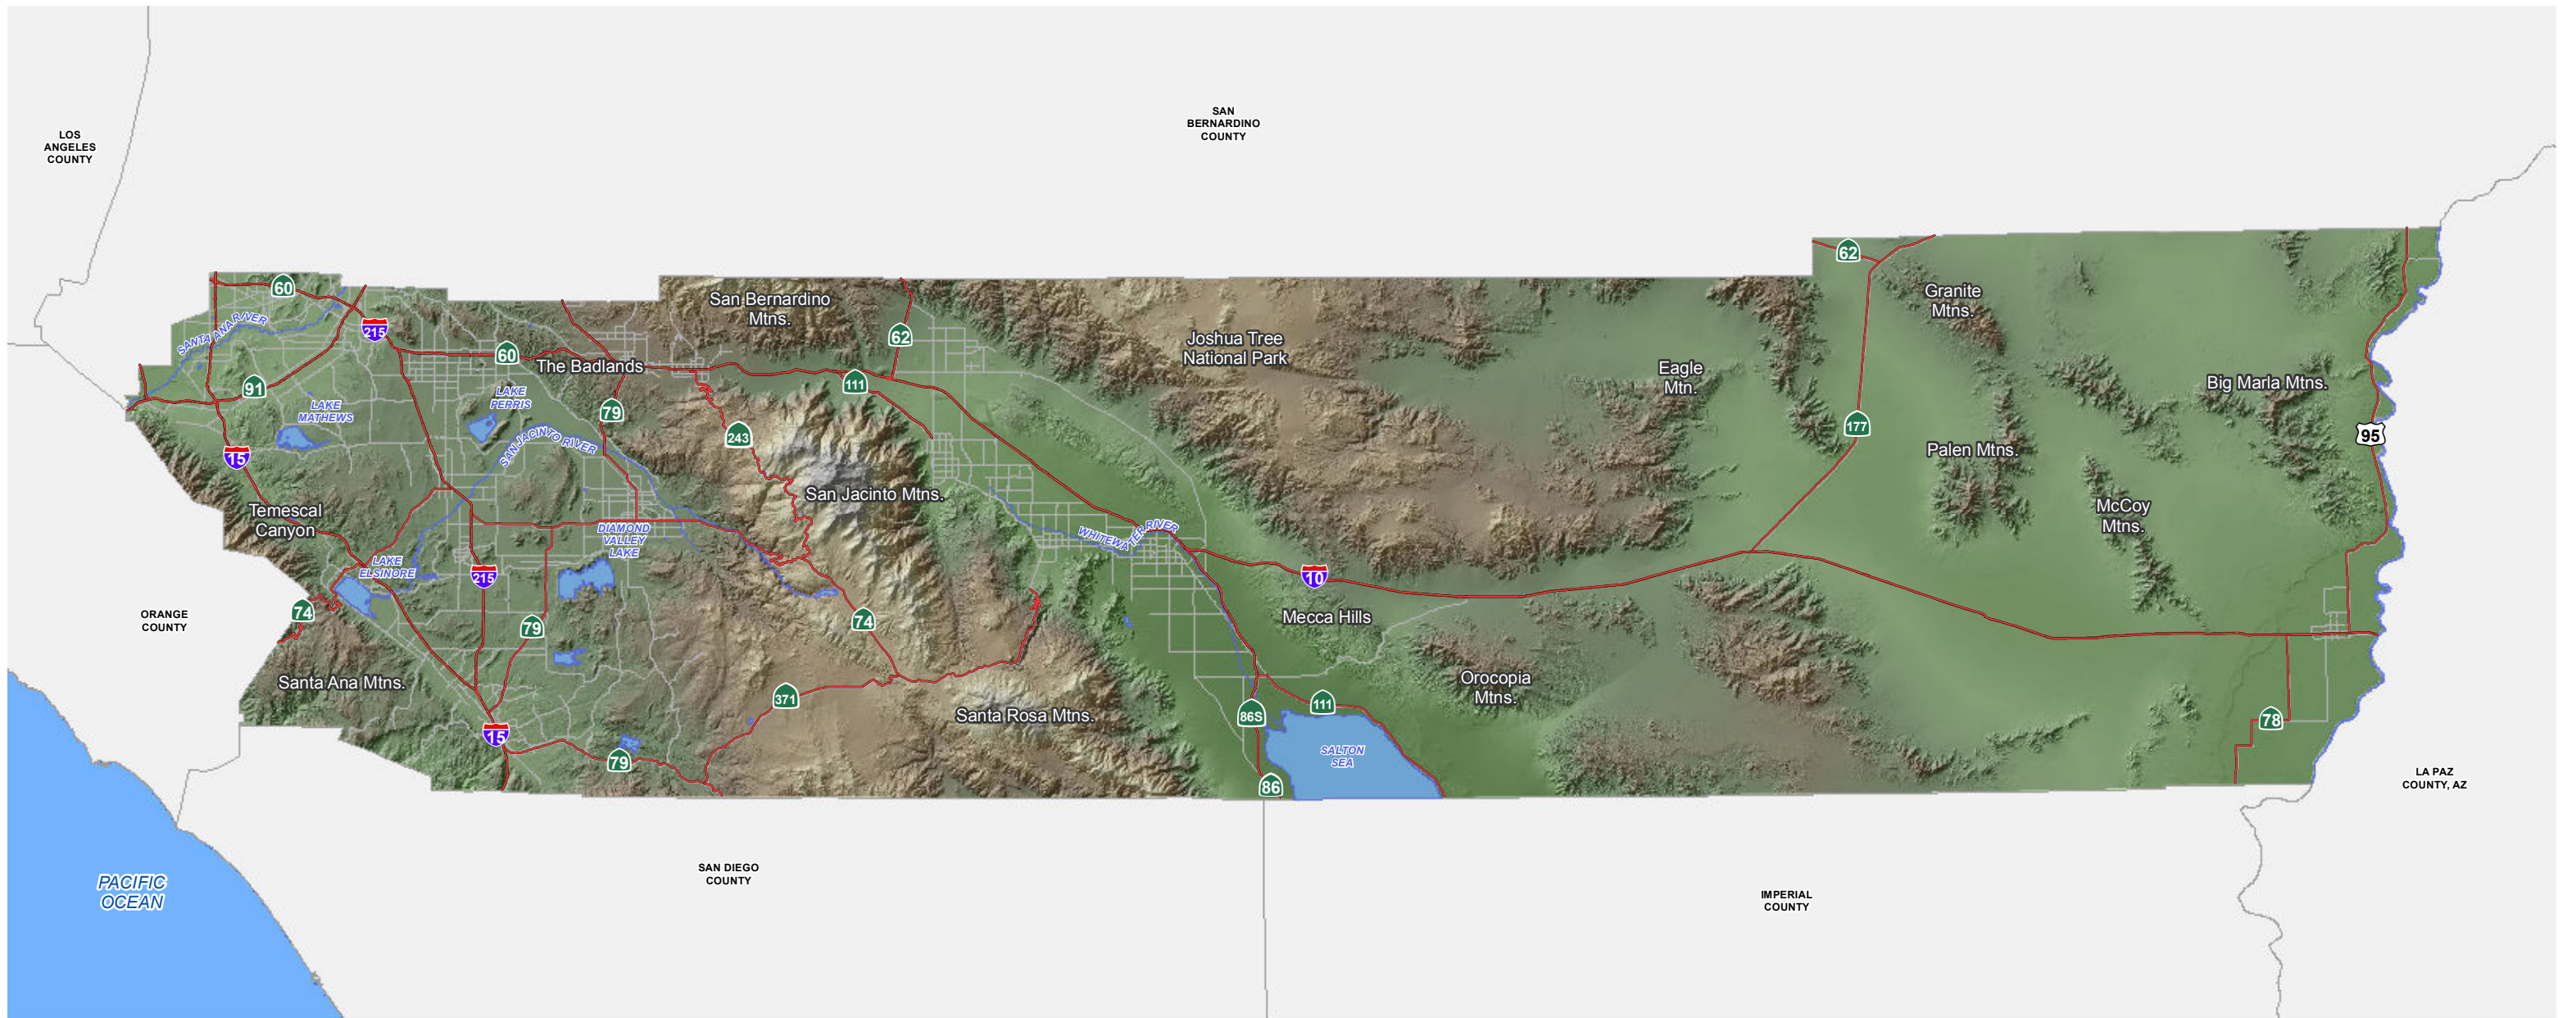 LOS
ANGELES
COUNTY
SAN
BERNARDINO
COUNTY
62
60
San Bernardino
Mtns.
Granite
Mtns.
SANTA ANA RIVER
215
62
Joshua Tree
National Park
60
The Badlands
Eagle
Mtn.
111
91
Big Marla Mtns.
LAKE
PERRIS
LAKE
MATHEWS
79
177
243
95
SAN JACINTO RIVER
15
Palen Mtns.
San Jacinto Mtns.
Temescal
Canyon
McCoy
Mtns.
DIAMOND
VALLEY
LAKE
WHITEWATER RIVER
LAKE
ELSINORE
215
10
74
ORANGE
COUNTY
79
74
Mecca Hills
Santa Ana Mtns.
Orocopia
Mtns.
371
111
86S
Santa Rosa Mtns.
78
15
79
SALTON
SEA
86
LA PAZ
COUNTY, AZ
SAN DIEGO
COUNTY
PACIFIC
OCEAN
IMPERIAL
COUNTY